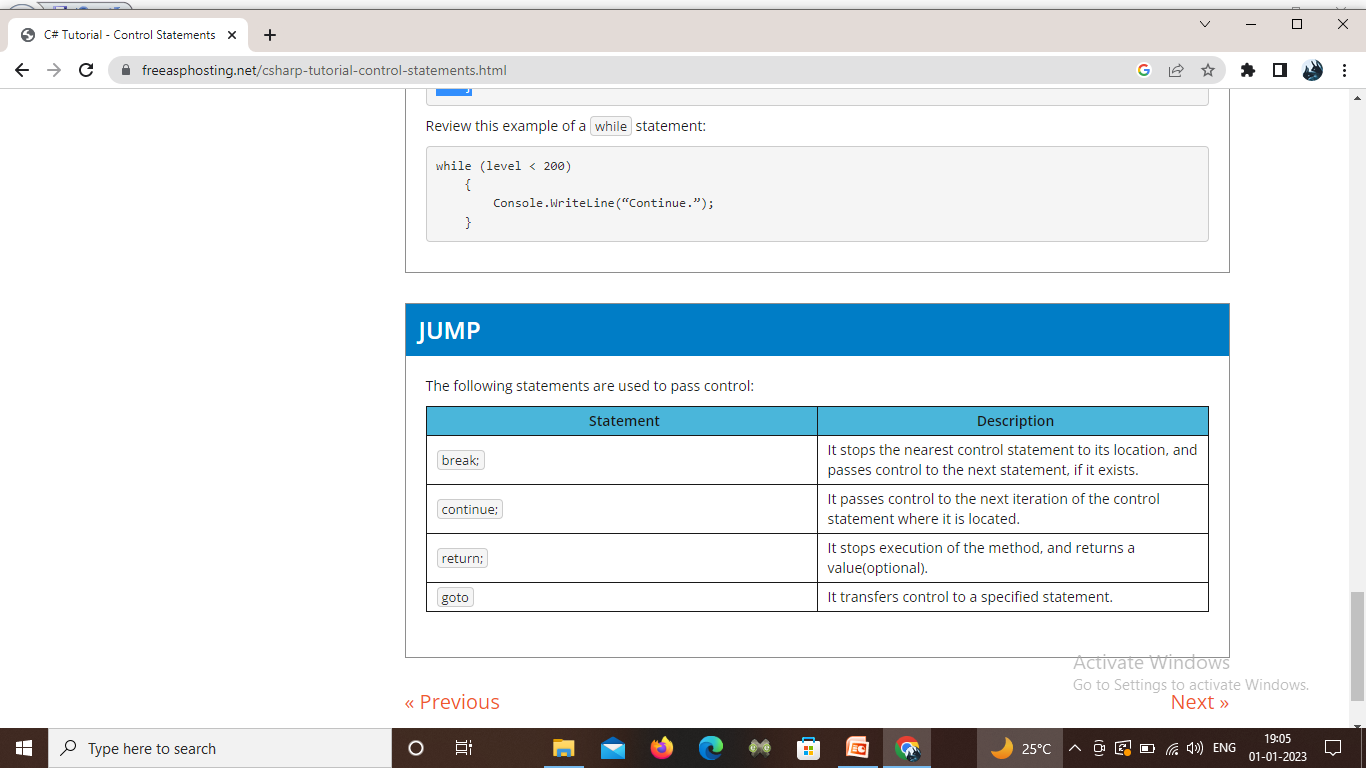 C# Tutorial - Control Statements
freeasphosting.net/csharp-tutorial-control-statements.html
Review this example of a while statement:
while (level < 200)
{
Console.WriteLine(“Continue.”);
}
JUMP
The following statements are used to pass control:
Statement Description
break; It stops the nearest control statement to its location, and
passes control to the next statement, if it exists.
continue; It passes control to the next iteration of the control
statement where it is located.
return; It stops execution of the method, and returns a
value(optional).
goto It transfers control to a specified statement.
Activate Windows
Go to Settings to activate Windows.
« Previous Next »
Type here to search
25°C
ENG
19:05
01-01-2023